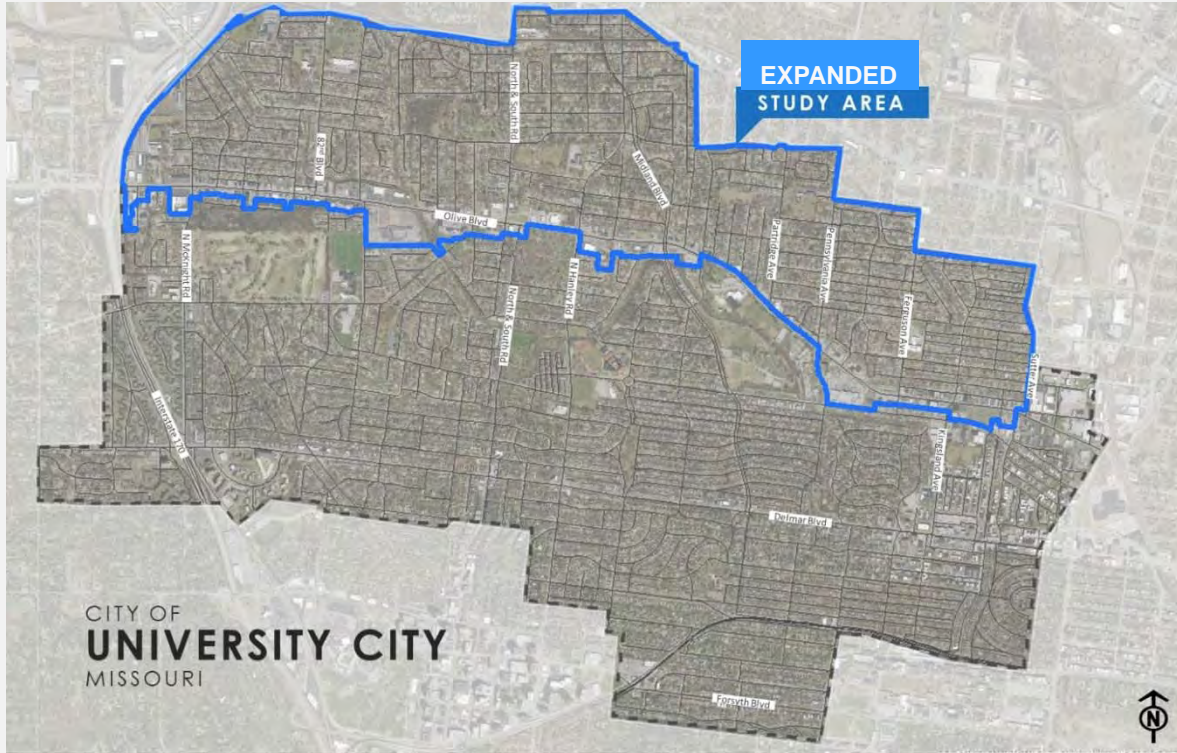 EXPANDED
STUDY AREA
North & South Rd
82nd Blvd
Midland Blvd
Olive Blvd
Partridge Ave
Pennsylvania Ave
N McKnight Rd
N Hanley Rd
North & South Rd
Ferguson Ave
Sutter Ave
Interstate 170
Kingsland Ave
Delmar Blvd
CITY OF
UNIVERSITY CITY
MISSOURI
Forsyth Blvd
N